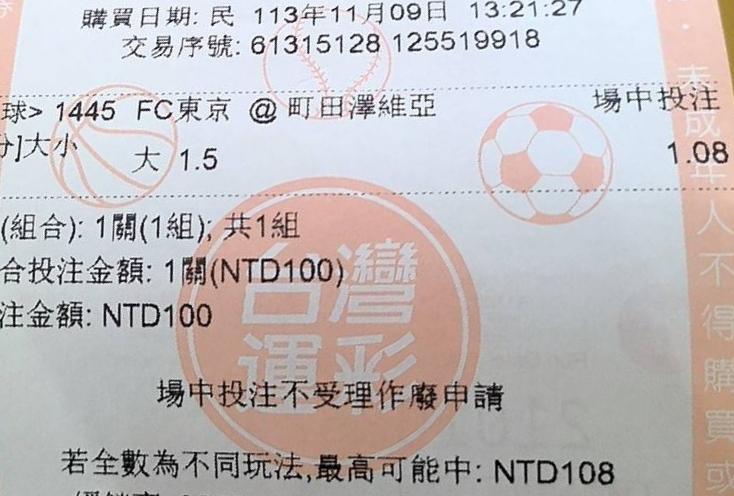 購買日期: 民 113年11月09日 13:21:27
交易序號: 61315128 125519918
球> 1445 FC東京 @ 町田澤維亞 場中投注
分]大小 大 1.5 1.08
(組合): 1關(1組); 共1組
合投注金額: 1關(NTD100)
注金額: NTD100
台灣
運彩
場中投注不受理作廢申請
若全數為不同玩法,最高可能中: NTD108
未成年人不得購買或